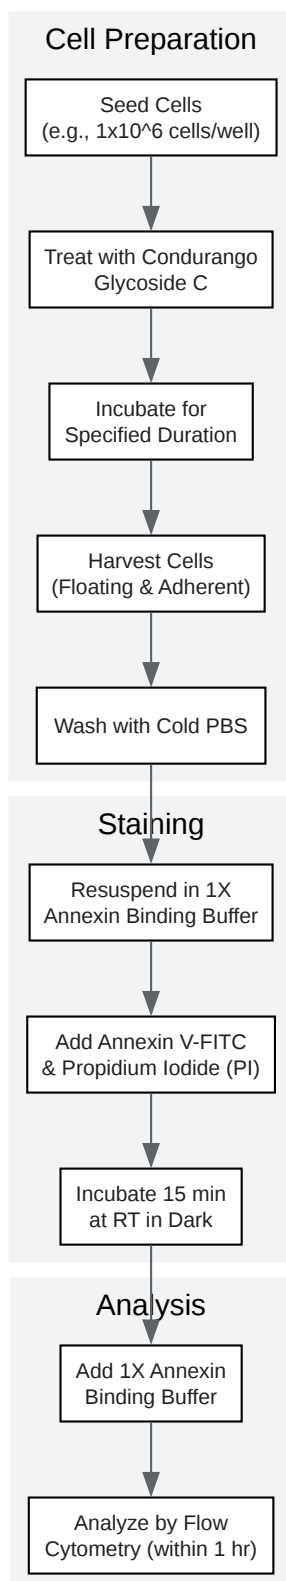 Cell Preparation
Seed Cells
(e.g., 1x10^6 cells/well)
Treat with Condurango
Glycoside C
Incubate for
Specified Duration
Harvest Cells
(Floating & Adherent)
Wash with Cold PBS
Staining
Resuspend in 1X
Annexin Binding Buffer
Add Annexin V-FITC
& Propidium Iodide (PI)
Incubate 15 min
at RT in Dark
Analysis
Add 1X Annexin
Binding Buffer
Analyze by Flow
Cytometry (within 1 hr)